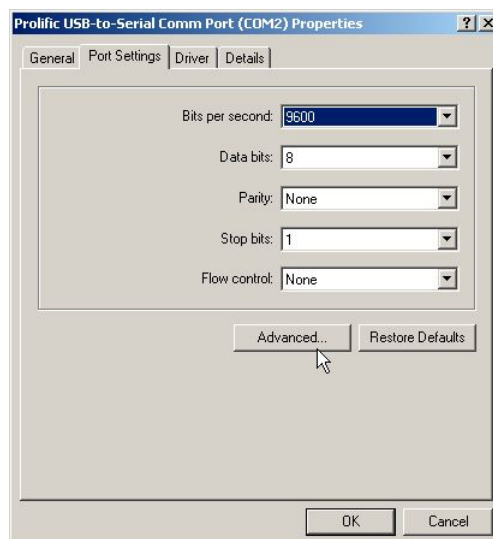 Prolific USB-to-Serial Comm Port (COM2) Properties
General Port Settings Driver Details
Bits per second: 9600
Data bits: 8
Parity: None
Stop bits: 1
Flow control: None
Advanced... Restore Defaults
OK Cancel